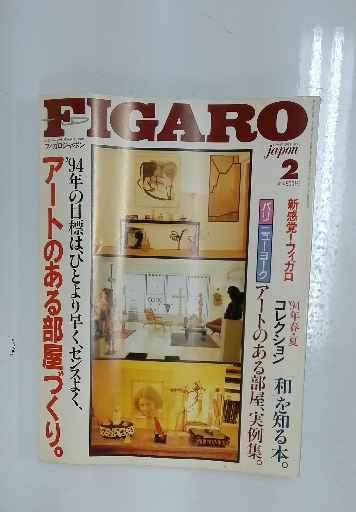 FIGARO
フィガロジャポン
japon
2
新感覚―フィガロ
'94年春・夏
コレクション
「和」を知る本。
パリ
ニューヨーク
アートのある部屋、実例集。
'94年の目標は、ひとより早く、センスよく、
アートのある部屋づくり。